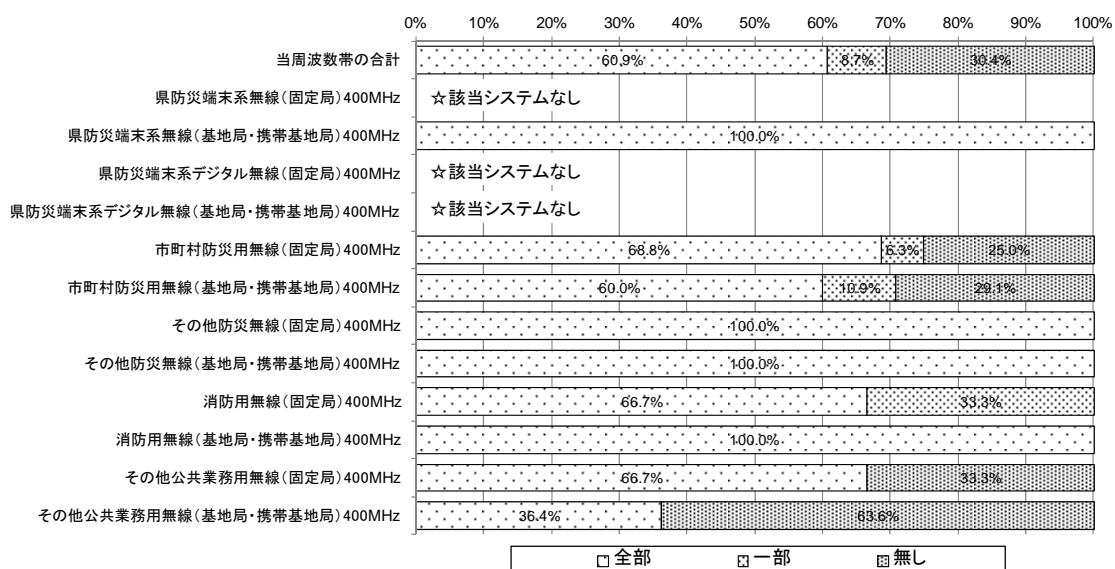 0% 10% 20% 30% 40% 50% 60% 70% 80% 90% 100%
当周波数帯の合計 60.9% 8.7% 30.4%
県防災端末系無線(固定局)400MHz ☆該当システムなし
県防災端末系無線(基地局・携帯基地局)400MHz 100.0%
県防災端末系デジタル無線(固定局)400MHz ☆該当システムなし
県防災端末系デジタル無線(基地局・携帯基地局)400MHz ☆該当システムなし
市町村防災用無線(固定局)400MHz 68.8% 6.3% 25.0%
市町村防災用無線(基地局・携帯基地局)400MHz 60.0% 10.9% 29.1%
その他防災無線(固定局)400MHz 100.0%
その他防災無線(基地局・携帯基地局)400MHz 100.0%
消防用無線(固定局)400MHz 66.7% 33.3%
消防用無線(基地局・携帯基地局)400MHz 100.0%
その他公共業務用無線(固定局)400MHz 66.7% 33.3%
その他公共業務用無線(基地局・携帯基地局)400MHz 36.4% 63.6%
全部 一部 無し